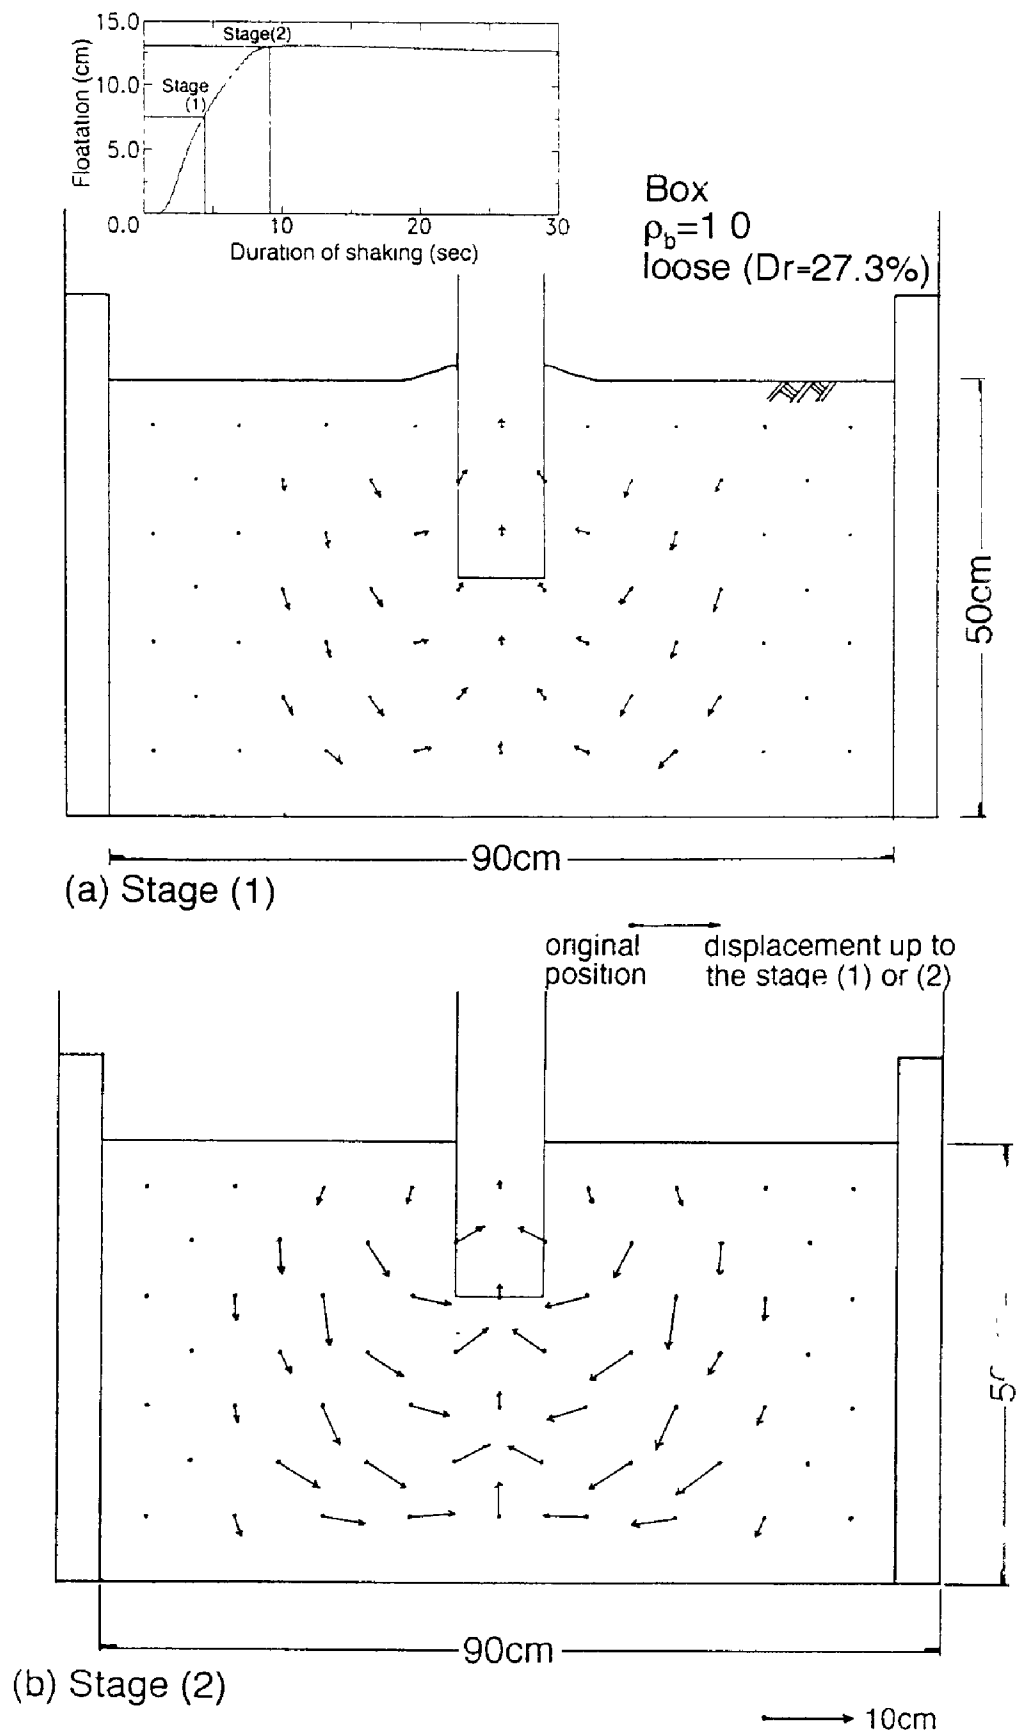 15.0
10.0
5.0
0.0
Floatation (cm)
Stage(2)
Stage
(1)
10
20
30
Duration of shaking (sec)
Box
ρb=1 0
loose (Dr=27.3%)
50cm
90cm
(a) Stage (1)
original
position
displacement up to
the stage (1) or (2)
90cm
(b) Stage (2)
10cm